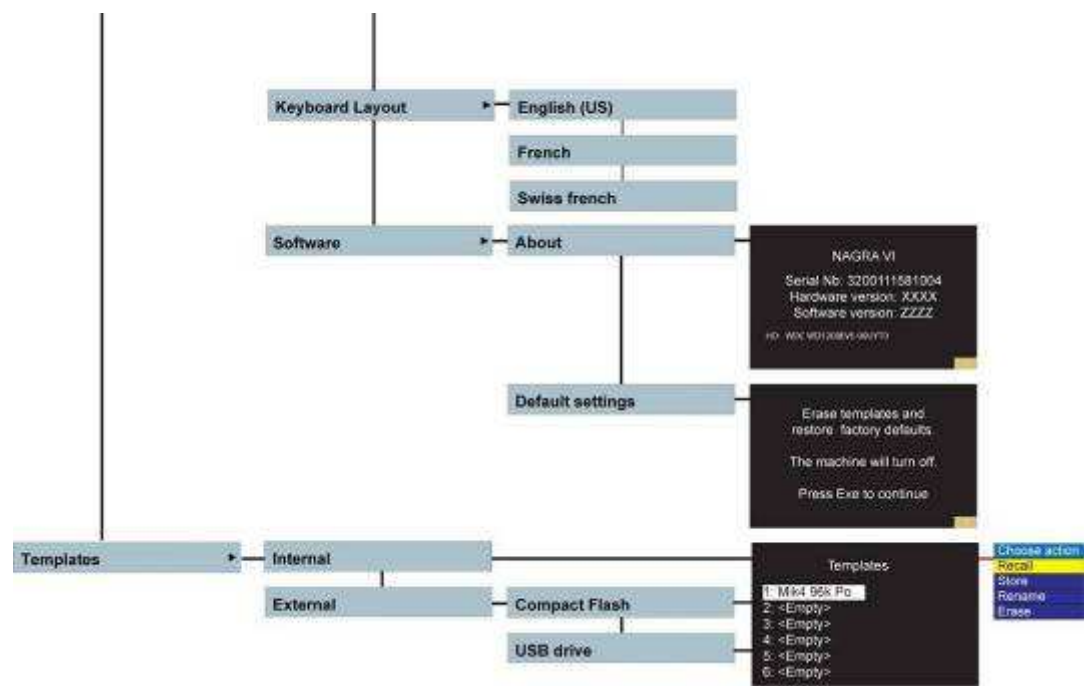 Keyboard Layout
English (US)
French
Swiss french
Software
About
NAGRA VI
Serial Nb: 3200111581004
Hardware version: XXXX
Software version: ZZZZ
HD:
Default settings
Erase templates and
restore factory defaults.
The machine will turn off.
Press Exe to continue
Templates
Internal
External
Compact Flash
USB drive
Templates
1: Mik4 96k Po
2: <Empty>
3: <Empty>
4: <Empty>
5: <Empty>
6: <Empty>
Choose action
Recall
Store
Rename
Erase